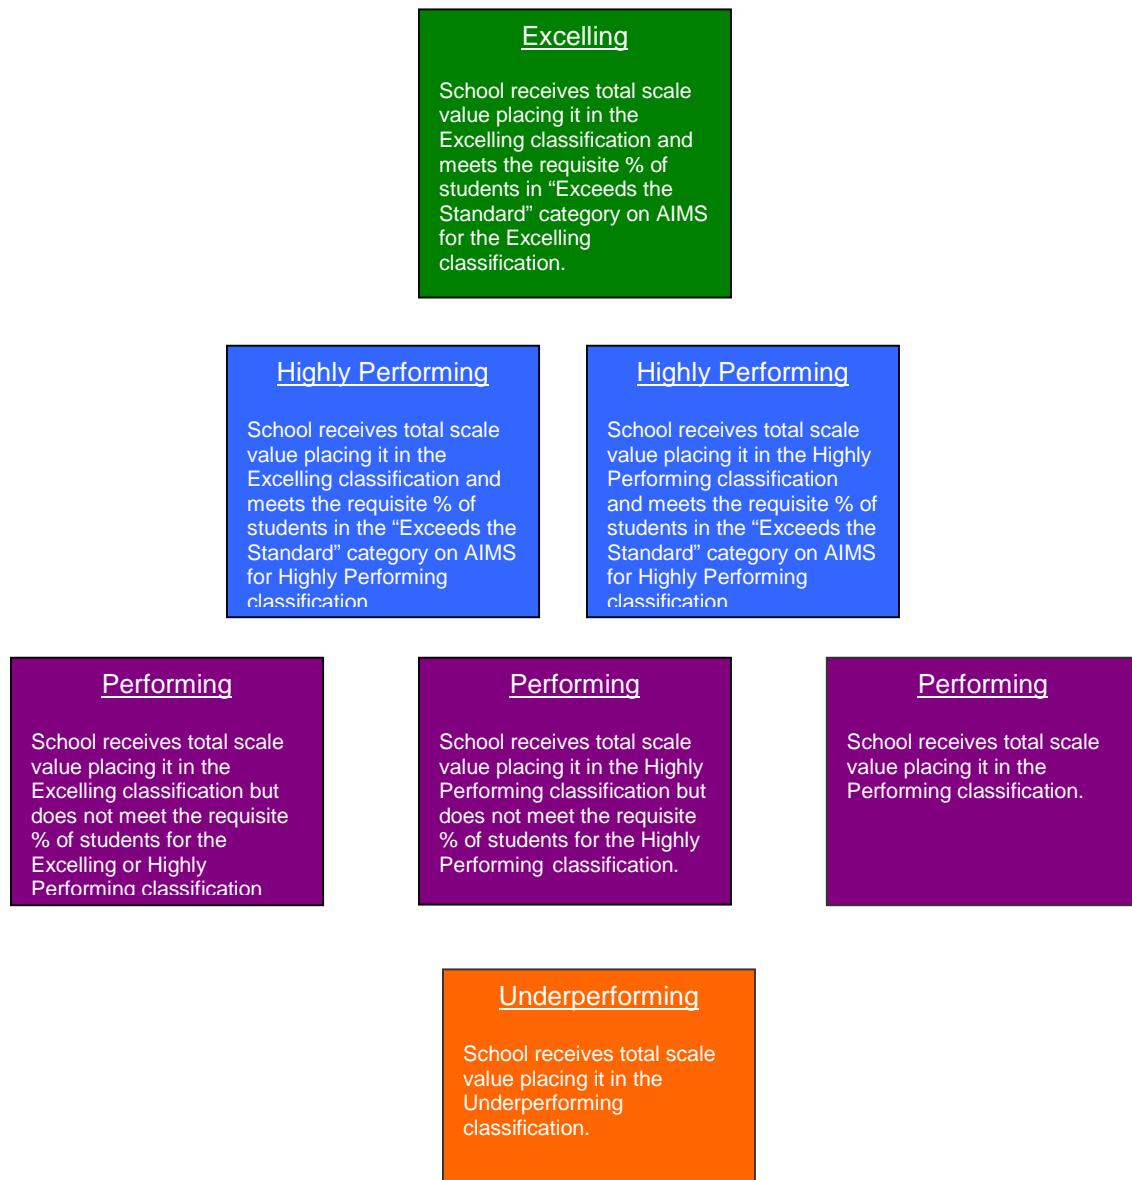 Excelling
School receives total scale
value placing it in the
Excelling classification and
meets the requisite % of
students in “Exceeds the
Standard” category on AIMS
for the Excelling
classification.
Highly Performing
School receives total scale
value placing it in the
Excelling classification and
meets the requisite % of
students in the “Exceeds the
Standard” category on AIMS
for Highly Performing
classification
Highly Performing
School receives total scale
value placing it in the Highly
Performing classification
and meets the requisite % of
students in the “Exceeds the
Standard” category on AIMS
for Highly Performing
classification
Performing
School receives total scale
value placing it in the
Excelling classification but
does not meet the requisite
% of students for the
Excelling or Highly
Performing classification
Performing
School receives total scale
value placing it in the Highly
Performing classification but
does not meet the requisite
% of students for the Highly
Performing classification.
Performing
School receives total scale
value placing it in the
Performing classification.
Underperforming
School receives total scale
value placing it in the
Underperforming
classification.